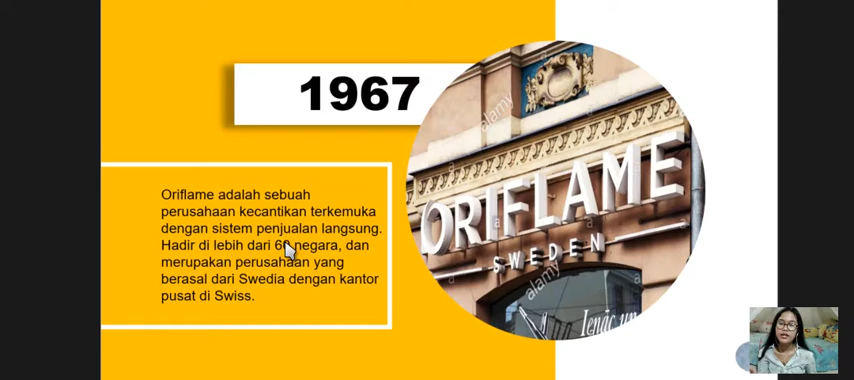 1967
Oriflame adalah sebuah
perusahaan kecantikan terkemuka
dengan sistem penjualan langsung.
Hadir di lebih dari negara, dan
merupakan perusahaan yang
berasal dari Swedia dengan kantor
pusat di Swiss.
alamy
ORIFLAME
SWEDEN
alamy